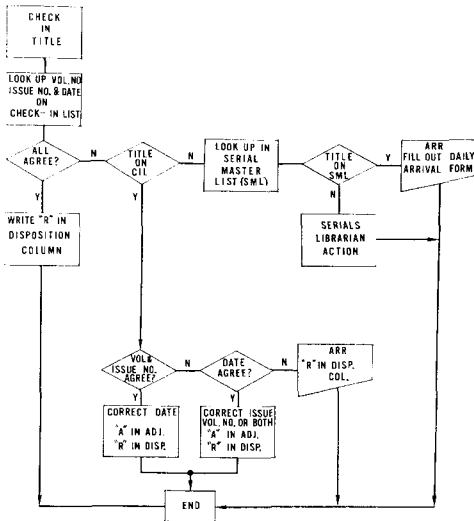 CHECK
IN
TITLE
LOOK UP VOL. NO
ISSUE NO. & DATE
ON
CHECK-IN LIST
ALL
AGREE?
N
Y
TITLE
ON
CIL
N
Y
LOOK UP IN
SERIAL
MASTER
LIST (SML)
TITLE
ON
SML
Y
N
ARR
FILL OUT DAILY
ARRIVAL FORM
WRITE "R" IN
DISPOSITION
COLUMN
SERIALS
LIBRARIAN
ACTION
VOL&
ISSUE NO.
AGREE?
N
Y
DATE
AGREE?
N
Y
ARR
"R" IN DISP.
COL.
CORRECT DATE
"A" IN ADJ.
"R" IN DISP.
CORRECT ISSUE
VOL, NO. OR BOTH
"A" IN ADJ.
"R" IN DISP.
END